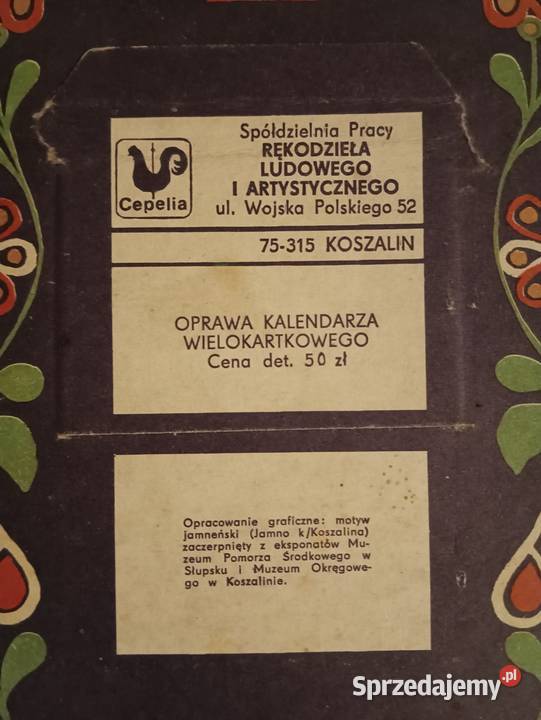 Spółdzielnia Pracy
RĘKODZIEŁA
LUDOWEGO
I ARTYSTYCZNEGO
ul. Wojska Polskiego 52
Cepelia
75-315 KOSZALIN
OPRAWA KALENDARZA
WIELOKARTKOWEGO
Cena det. 50 zł
Opracowanie graficzne: motyw
jamneński (Jamno k/Koszalina)
zaczerpnięty z eksponatów Mu-
zeum Pomorza Środkowego w
Słupsku i Muzeum Okręgowe-
go w Koszalinie.
Sprzedajemy.pl